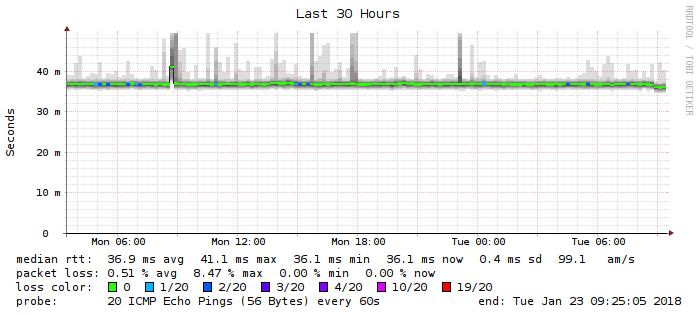 Last 30 Hours
RRDTOOL / TOBI OETIKER
Seconds
40 m
30 m
20 m
10 m
0
Mon 06:00 Mon 12:00 Mon 18:00 Tue 00:00 Tue 06:00
median rtt: 36.9 ms avg 41.1 ms max 36.1 ms min 36.1 ms now 0.4 ms sd 99.1 am/s
packet loss: 0.51 % avg 8.47 % max 0.00 % min 0.00 % now
loss color: 0 1/20 2/20 3/20 4/20 10/20 19/20
probe: 20 ICMP Echo Pings (56 Bytes) every 60s end: Tue Jan 23 09:25:05 2018